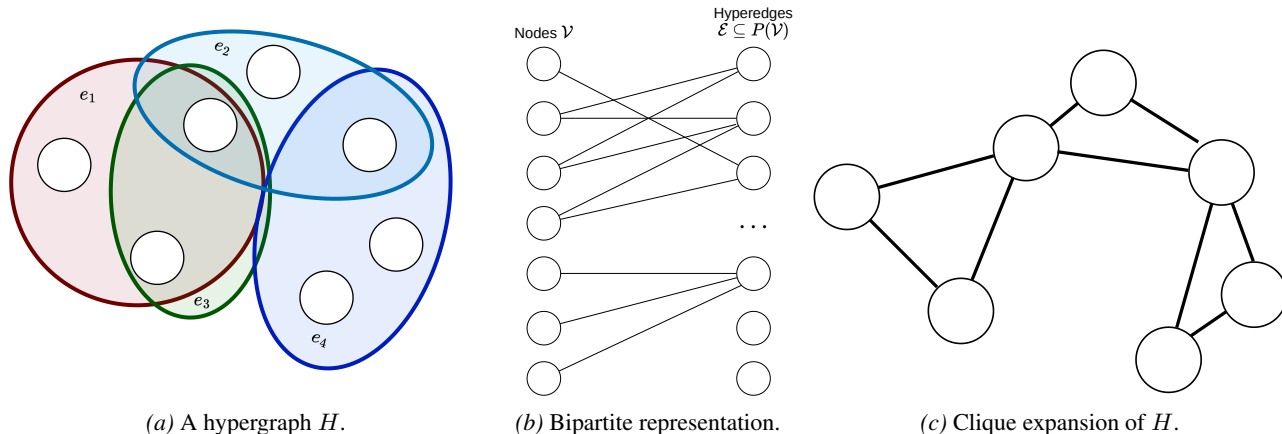 e₁
e₂
e₃
e₄
(a) A hypergraph H.
Nodes 𝒱
Hyperedges
ℰ ⊆ P(𝒱)
...
(b) Bipartite representation.
(c) Clique expansion of H.